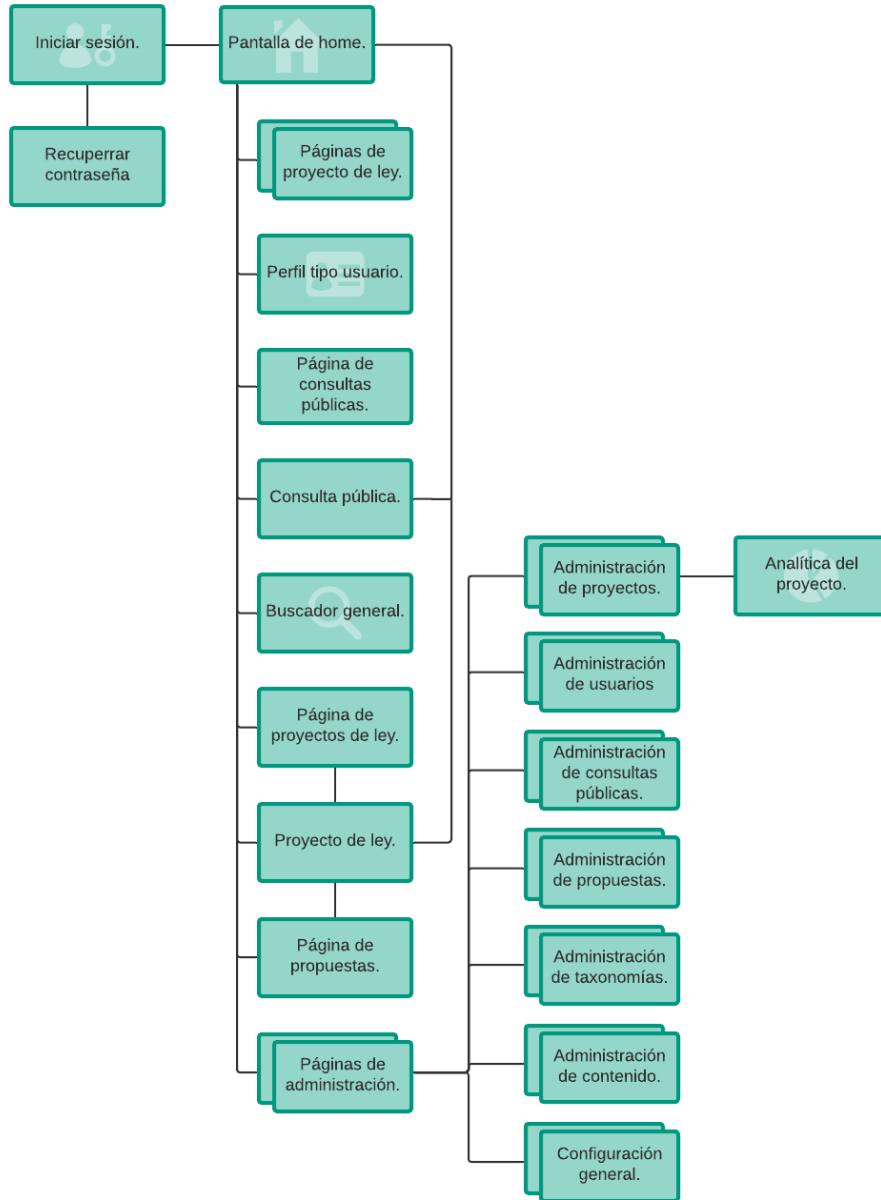 Iniciar sesión.
Pantalla de home.
Recuperrar
contraseña
Páginas de
proyecto de ley.
Perfil tipo usuario.
Página de
consultas
públicas.
Consulta pública.
Buscador general.
Página de
proyectos de ley.
Proyecto de ley.
Página de
propuestas.
Páginas de
administración.
Administración
de proyectos.
Analítica del
proyecto.
Administración
de usuarios
Administración
de consultas
públicas.
Administración
de propuestas.
Administración
de taxonomías.
Administración
de contenido.
Configuración
general.